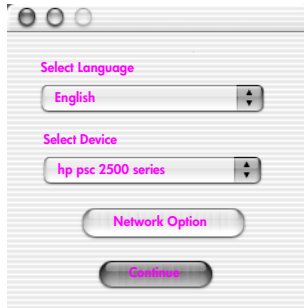 Select Language
English
Select Device
hp psc 2500 series
Network Option
Continue